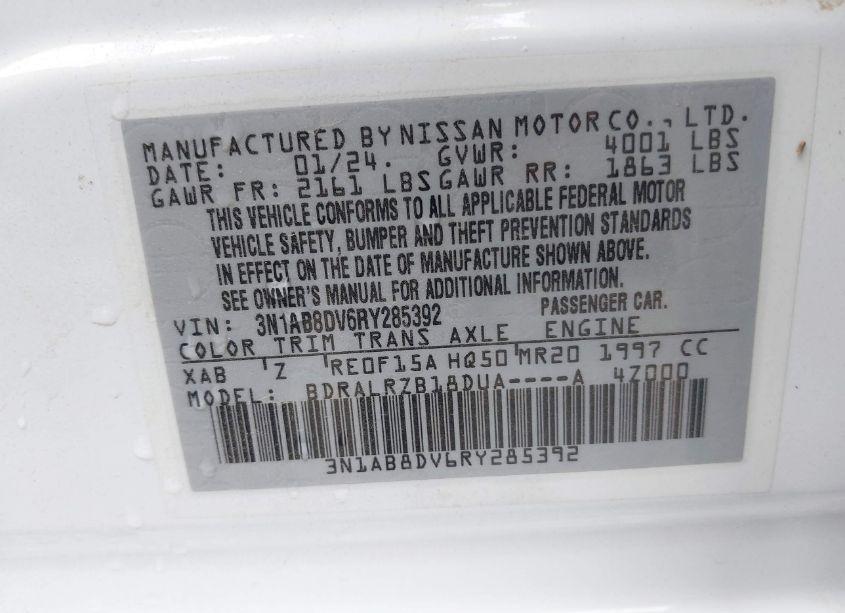 MANUFACTURED BY NISSAN MOTOR CO., LTD.
DATE: 01/24. GVWR: 4001 LBS
GAWR FR: 2161 LBS GAWR RR: 1863 LBS
THIS VEHICLE CONFORMS TO ALL APPLICABLE FEDERAL MOTOR
VEHICLE SAFETY, BUMPER AND THEFT PREVENTION STANDARDS
IN EFFECT ON THE DATE OF MANUFACTURE SHOWN ABOVE.
SEE OWNER'S MANUAL FOR ADDITIONAL INFORMATION.
VIN: 3N1AB8DV6RY285392 PASSENGER CAR.
COLOR TRIM TRANS AXLE ENGINE
XAB Z RE0F15A HQ50 MR20 1997 CC
MODEL: BDRALRZB18DUA----A 4Z000
3N1AB8DV6RY285392